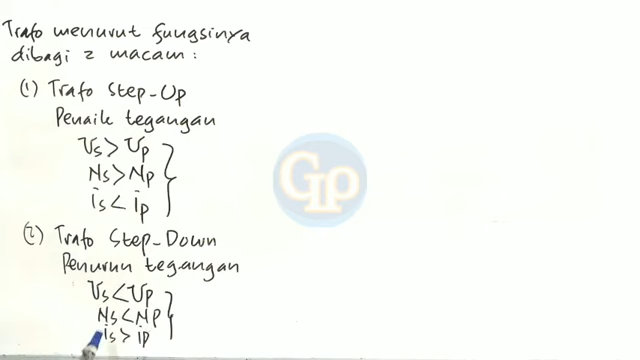 Trafo menurut fungsinya
dibagi 2 macam :
(1) Trafo Step-Up
Penaik tegangan
Vs > Vp
Ns > Np
is < ip
(2) Trafo Step-Down
Penurun tegangan
Vs < Vp
Ns < Np
is > ip
GIP